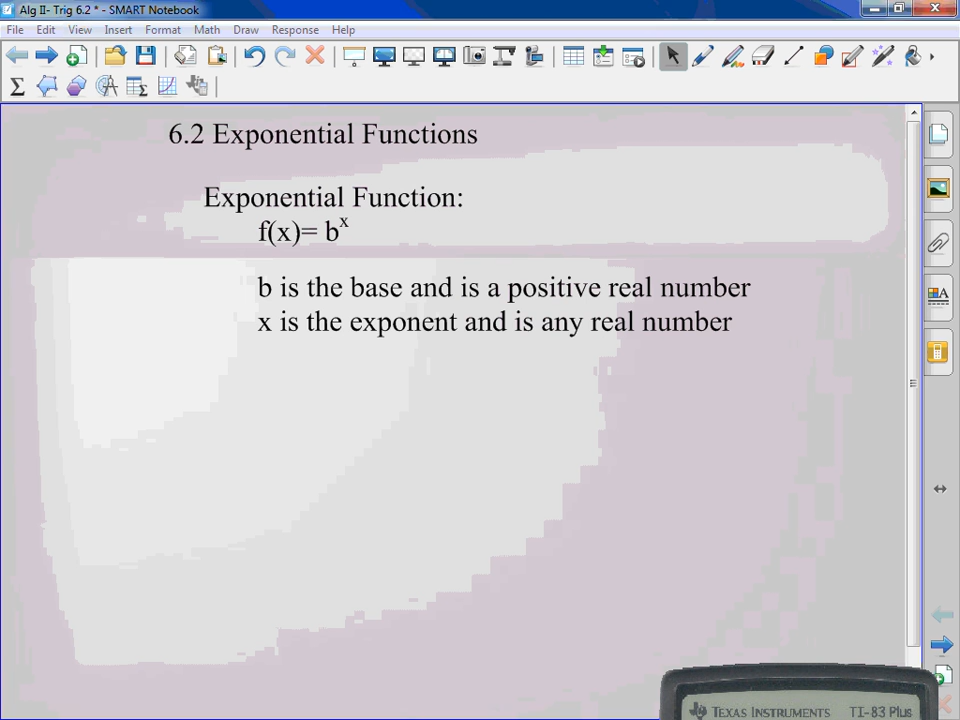 Alg II- Trig 6.2 * - SMART Notebook
File Edit View Insert Format Math Draw Response Help
6.2 Exponential Functions
Exponential Function:
f(x)= bˣ
b is the base and is a positive real number
x is the exponent and is any real number
TEXAS INSTRUMENTS TI-83 Plus